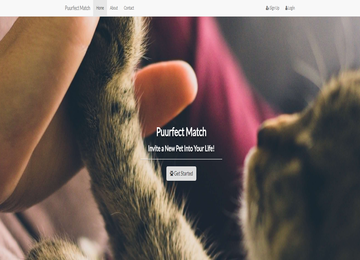 Puurfect Match Home About Contact Sign Up Login
Puurfect Match
Invite a New Pet Into Your Life!
Get Started